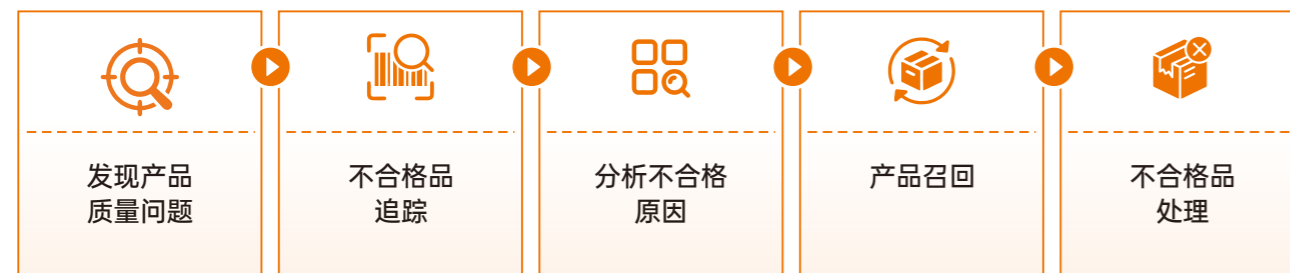 发现产品
质量问题
不合格品
追踪
分析不合格
原因
产品召回
不合格品
处理